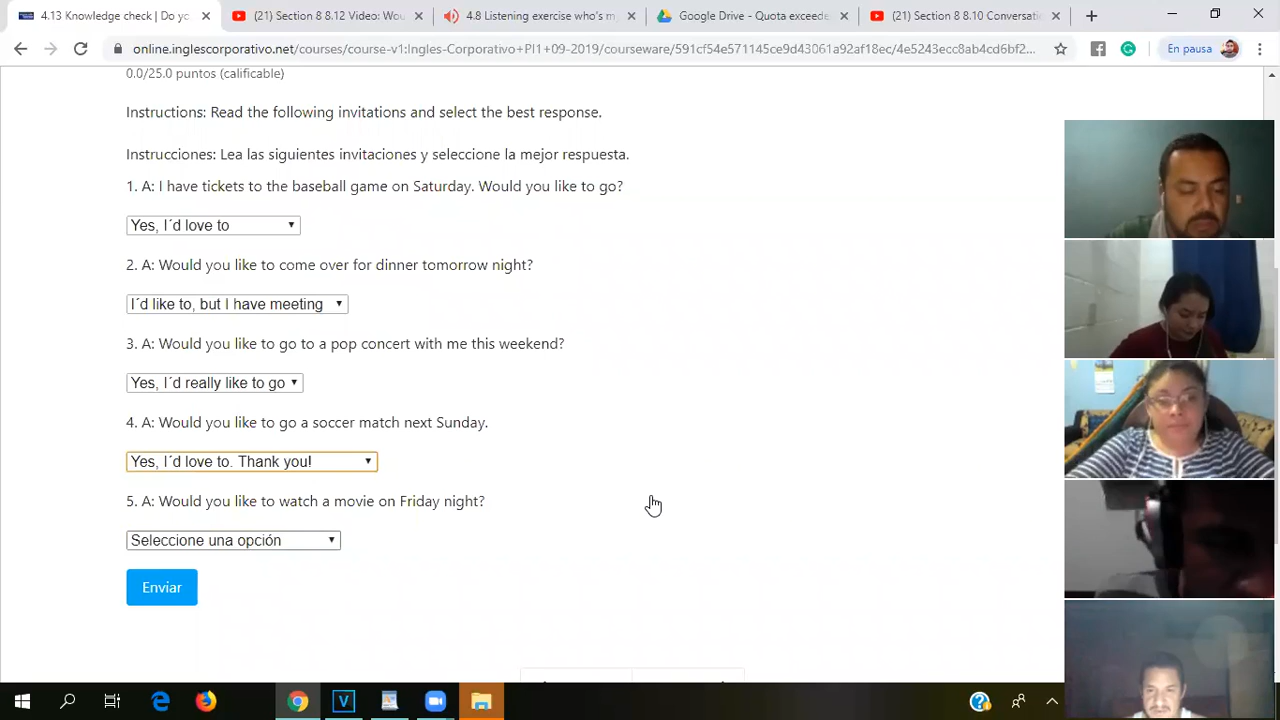 4.13 Knowledge check | Do yo
(21) Section 8 8.12 Video: Wou
4.8 Listening exercise who's m
Google Drive - Quota exceede
(21) Section 8 8.10 Conversati
online.inglescorporativo.net/courses/course-v1:Ingles-Corporativo+PI1+09-2019/courseware/591cf54e571145ce9d43061a92af18ec/4e5243ecc8ab4cd6bf2...
En pausa
0.0/25.0 puntos (calificable)
Instructions: Read the following invitations and select the best response.
Instrucciones: Lea las siguientes invitaciones y seleccione la mejor respuesta.
1. A: I have tickets to the baseball game on Saturday. Would you like to go?
Yes, I´d love to
2. A: Would you like to come over for dinner tomorrow night?
I´d like to, but I have meeting
3. A: Would you like to go to a pop concert with me this weekend?
Yes, I´d really like to go
4. A: Would you like to go a soccer match next Sunday.
Yes, I´d love to. Thank you!
5. A: Would you like to watch a movie on Friday night?
Seleccione una opción
Enviar